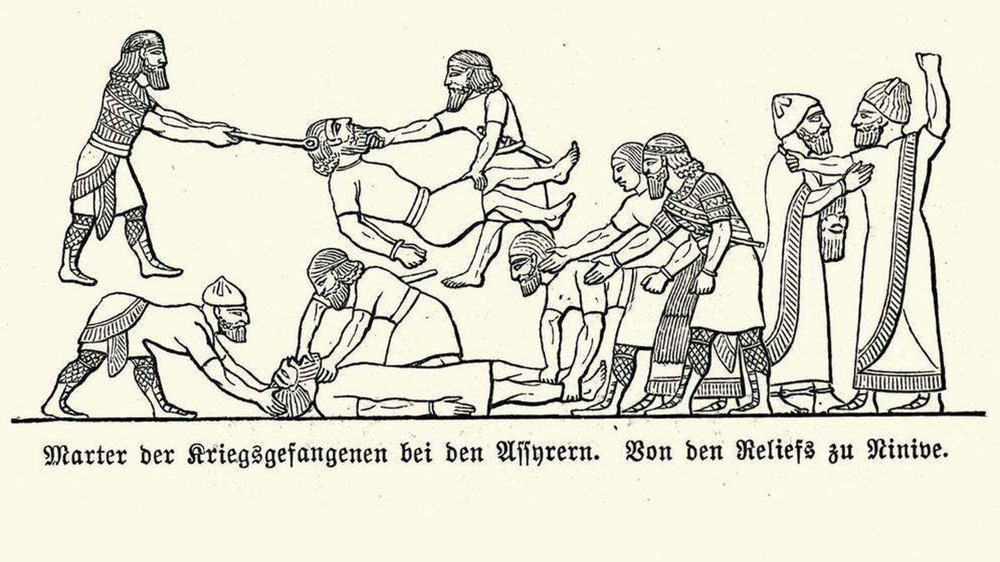 Marter der Kriegsgefangenen bei den Assyrern. Von den Reliefs zu Ninive.